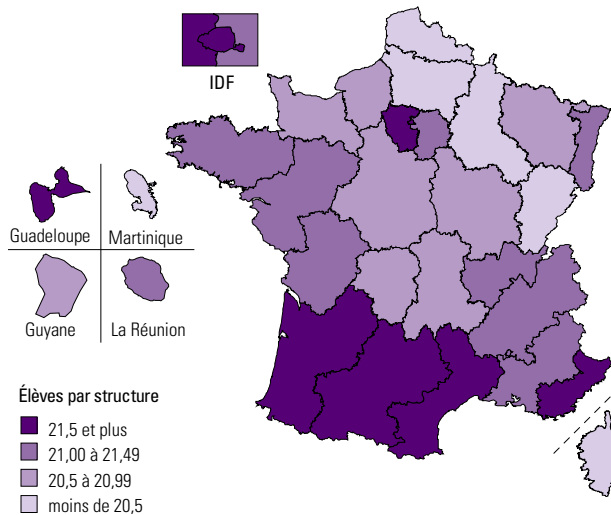 IDF
Guadeloupe
Martinique
Guyane
La Réunion
Élèves par structure
21,5 et plus
21,00 à 21,49
20,5 à 20,99
moins de 20,5